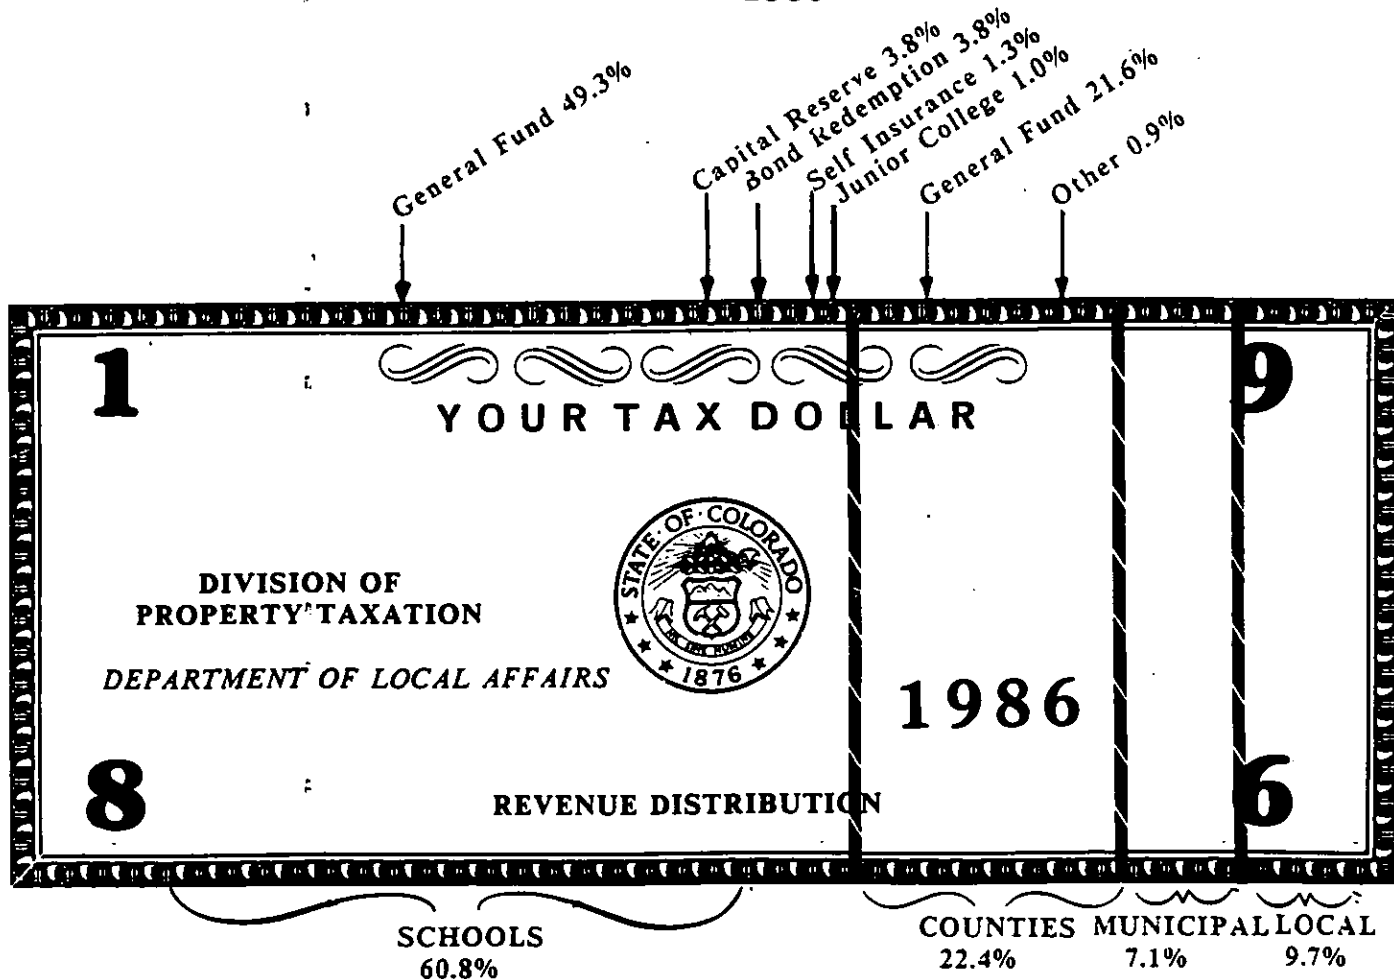 General Fund 49.3%
Capital Reserve 3.8%
Bond Redemption 3.8%
Self Insurance 1.3%
Junior College 1.0%
General Fund 21.6%
Other 0.9%
1
9
YOUR TAX DOLLAR
STATE · OF · COLORADO
1876
DIVISION OF
PROPERTY TAXATION
DEPARTMENT OF LOCAL AFFAIRS
1986
8
6
REVENUE DISTRIBUTION
SCHOOLS
60.8%
COUNTIES
22.4%
MUNICIPAL
7.1%
LOCAL
9.7%